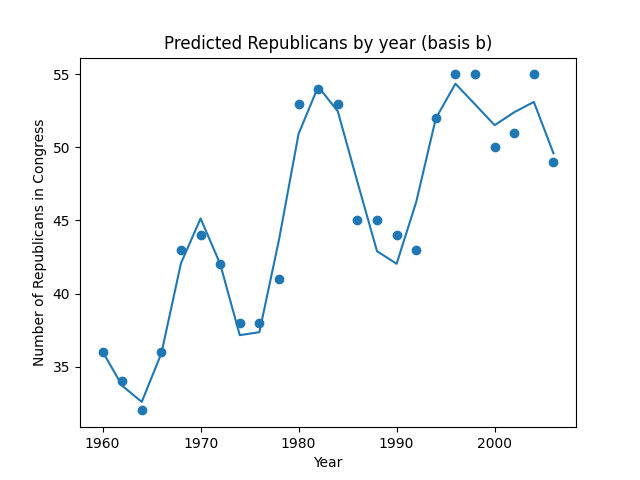 Predicted Republicans by year (basis b)
55
50
45
40
35
Number of Republicans in Congress
1960 1970 1980 1990 2000
Year